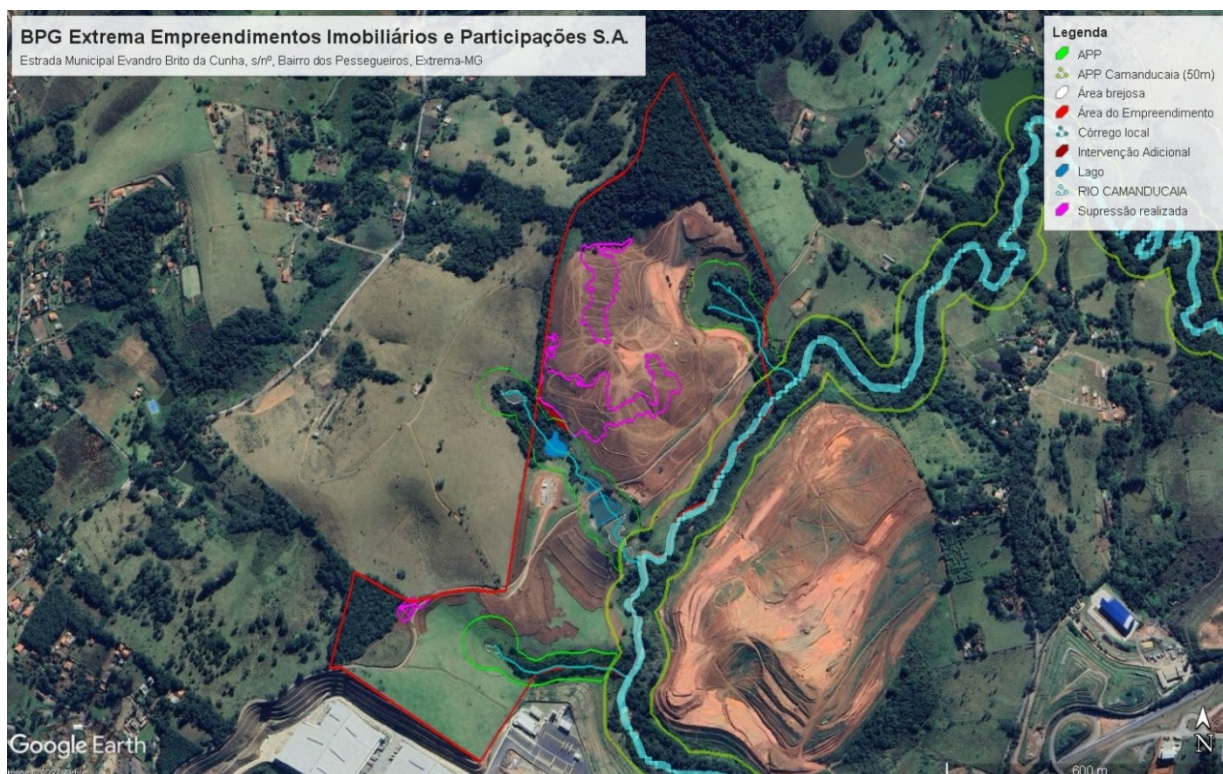 BPG Extrema Empreendimentos Imobiliários e Participações S.A.
Estrada Municipal Evandro Brito da Cunha, s/nº, Bairro dos Pessegueiros, Extrema-MG
Legenda
APP
APP Camanducaia (50m)
Área brejosa
Área do Empreendimento
Córrego local
Intervenção Adicional
Lago
RIO CAMANDUCAIA
Supressão realizada
Google Earth
N
600 m